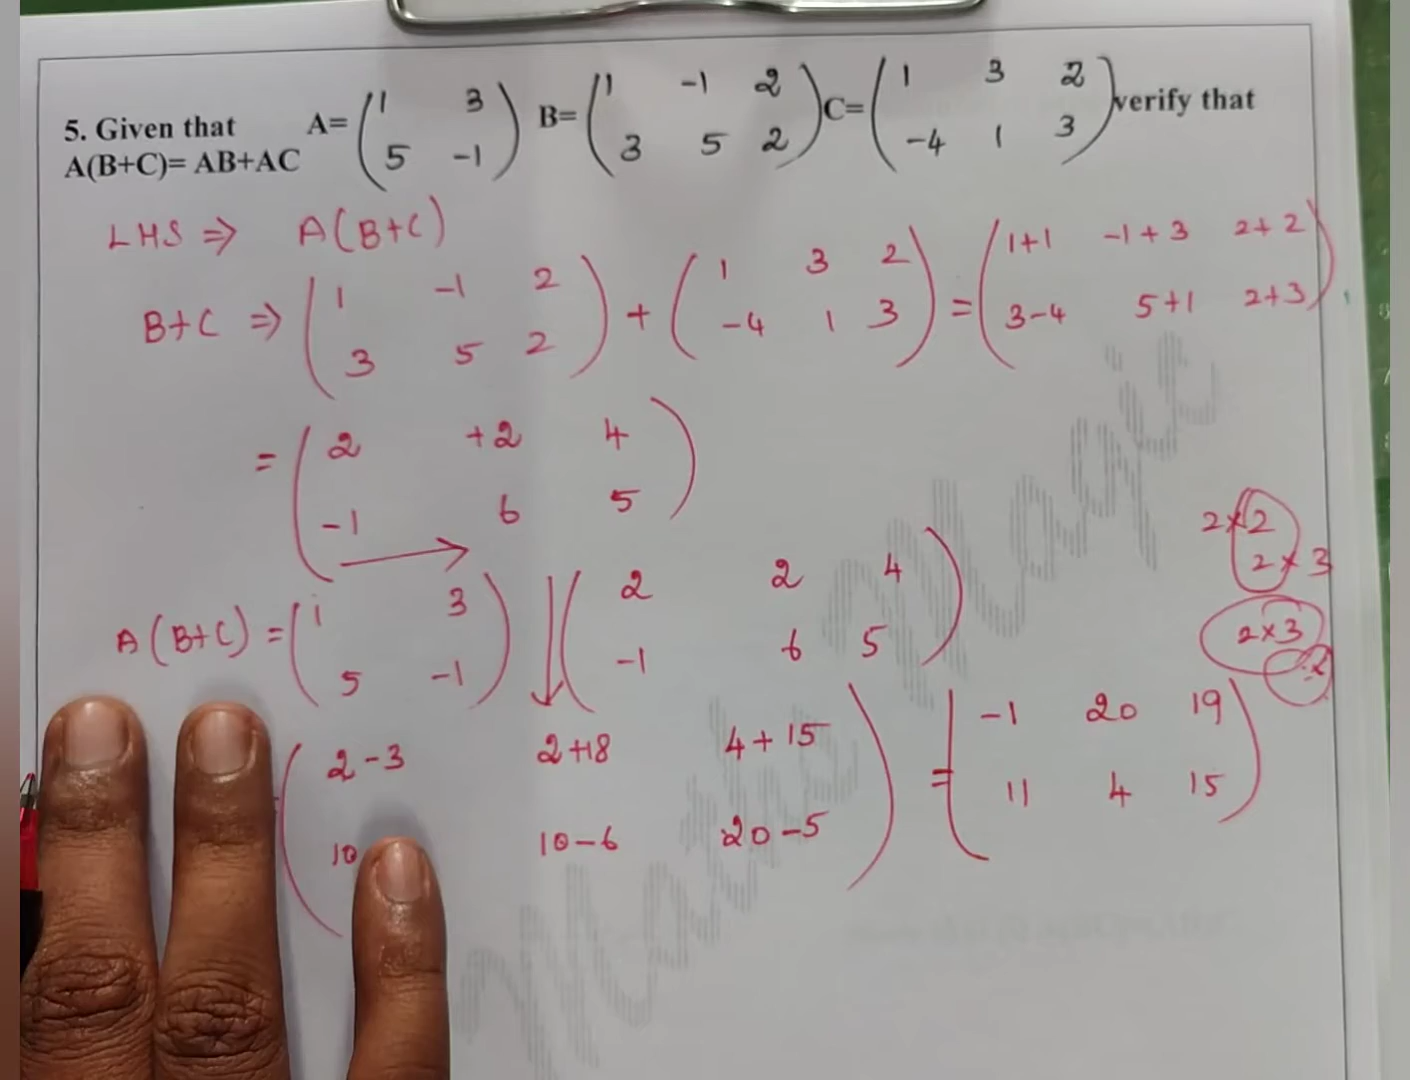 5. Given that A= ( 1 3 ) B= ( 1 -1 2 ) C= ( 1 3 2 ) verify that
( 5 -1 ) ( 3 5 2 ) ( -4 1 3 )
A(B+C)= AB+AC
LHS ⇒ A(B+C)
B+C ⇒ ( 1 -1 2 ) + ( 1 3 2 ) = ( 1+1 -1+3 2+2 )
( 3 5 2 ) ( -4 1 3 ) ( 3-4 5+1 2+3 )
= ( 2 +2 4 )
( -1 6 5 )
2×2
2×3
2×3
A(B+C) = ( 1 3 ) ( 2 2 4 )
( 5 -1 ) ( -1 6 5 )
( 2-3 2+18 4+15 ) = ( -1 20 19 )
( 10 10-6 20-5 ) ( 11 4 15 )
Maths Magic